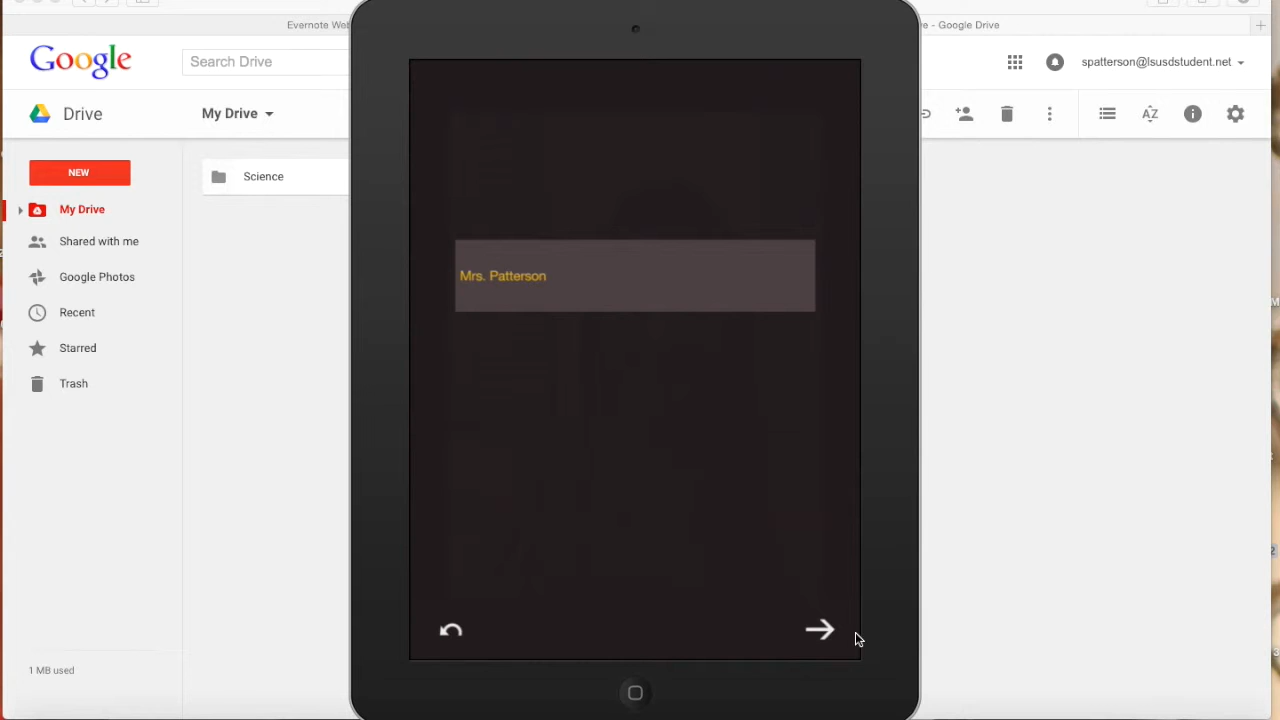 Evernote Web
- Google Drive
Google
Search Drive
spatterson@lsusdstudent.net
Drive
My Drive
AZ
NEW
Science
My Drive
Shared with me
Google Photos
Recent
Starred
Trash
Mrs. Patterson
1 MB used